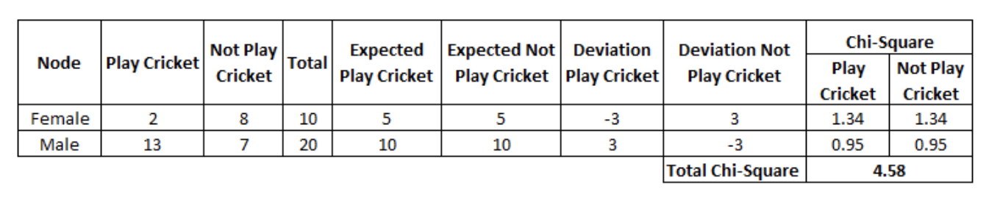 Node Play Cricket Not Play Cricket Total Expected Play Cricket Expected Not Play Cricket Deviation Play Cricket Deviation Not Play Cricket Chi-Square
Play Cricket Not Play Cricket
Female 2 8 10 5 5 -3 3 1.34 1.34
Male 13 7 20 10 10 3 -3 0.95 0.95
Total Chi-Square 4.58